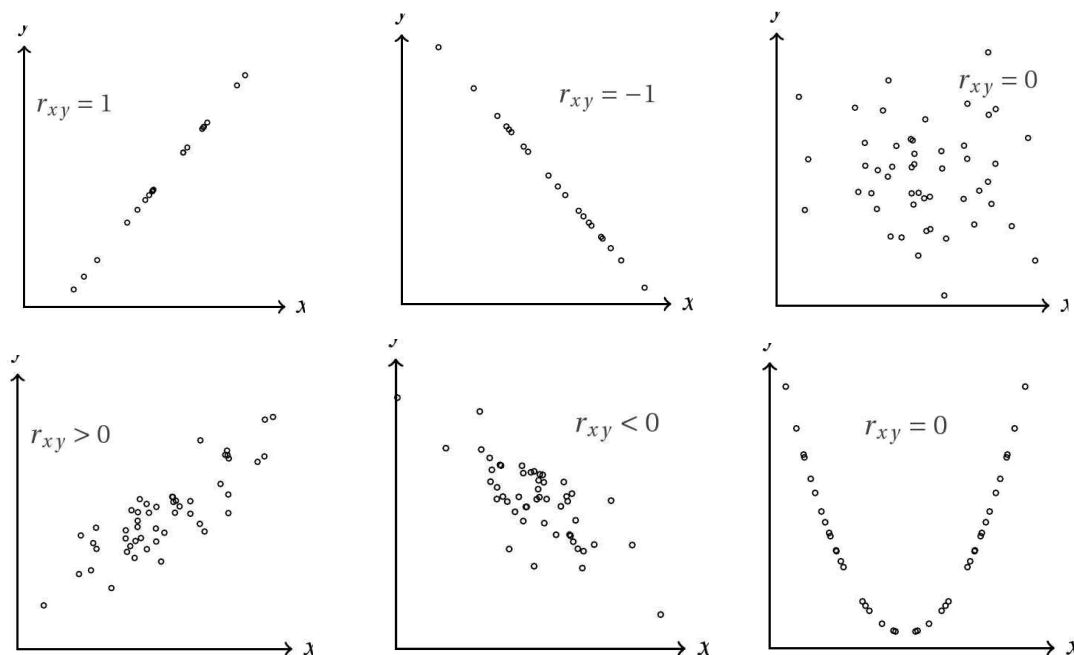 y
r_xy = 1
x
y
r_xy = −1
x
y
r_xy = 0
x
y
r_xy > 0
x
y
r_xy < 0
x
y
r_xy = 0
x